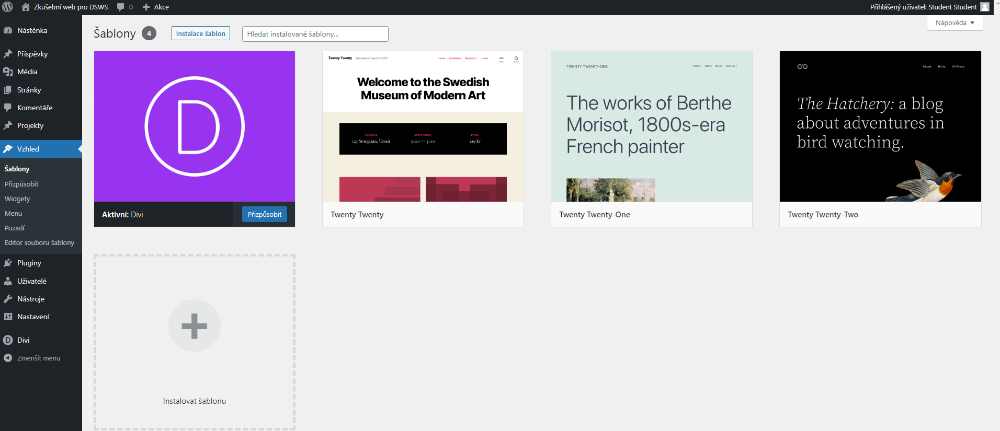 Zkušební web pro DSWS
0
Akce
Přihlášený uživatel: Student Student
Nástěnka
Příspěvky
Média
Stránky
Komentáře
Projekty
Vzhled
Šablony
Přizpůsobit
Widgety
Menu
Pozadí
Editor souboru šablony
Pluginy
Uživatelé
Nástroje
Nastavení
Divi
Zmenšit menu
Šablony 4
Instalace šablon
Hledat instalované šablony...
Nápověda
D
Aktivní: Divi
Přizpůsobit
Twenty Twenty
The Default Theme for 2020
Home Exhibitions About Us News
Menu
Search
Welcome to the Swedish
Museum of Modern Art
ADDRESS
123 Storgatan, Umeå
OPEN TODAY
9:00 — 5:00
PRICE
129 kr
Twenty Twenty
TWENTY TWENTY-ONE
ABOUT WORK BLOG CONTACT
The works of Berthe
Morisot, 1800s-era
French painter
Twenty Twenty-One
About Birds All Posts
The Hatchery: a blog
about adventures in
bird watching.
Twenty Twenty-Two
Instalovat šablonu